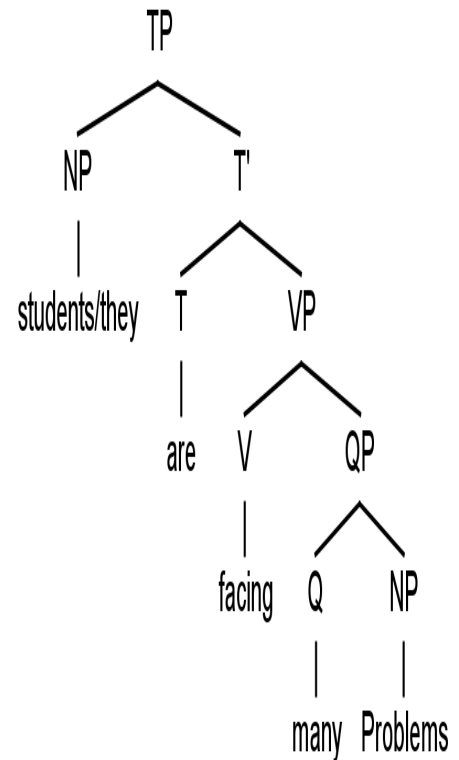 TP
NP T'
students/they T VP
are V QP
facing Q NP
many Problems